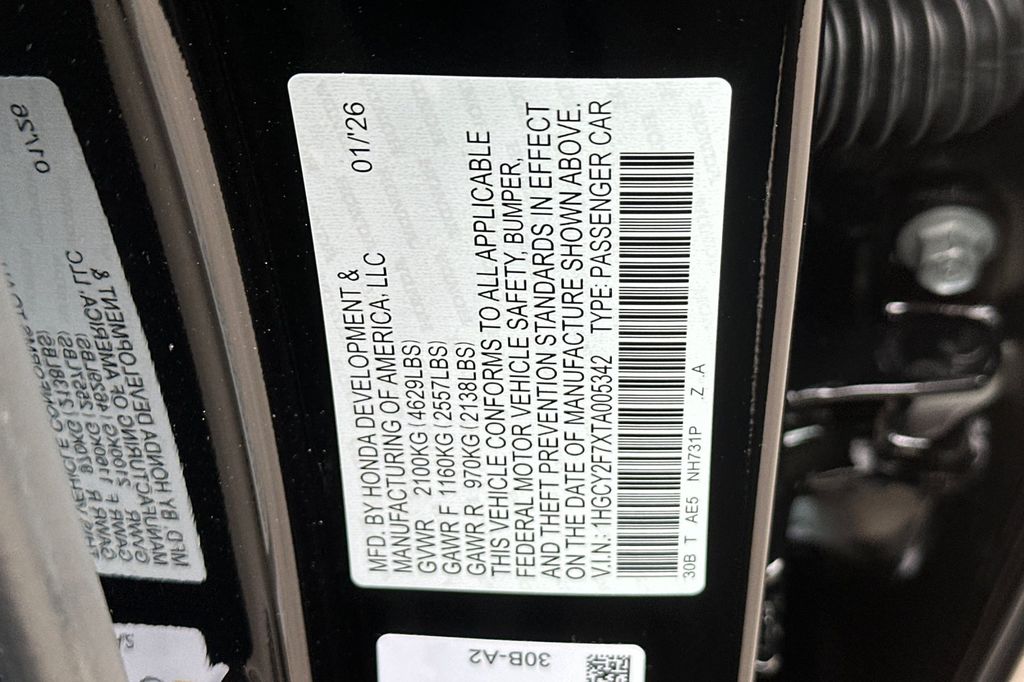 01/'26
MFD. BY HONDA DEVELOPMENT &
MANUFACTURING OF AMERICA, LLC
GVWR 2100KG (4629LBS)
GAWR F 1160KG (2557LBS)
GAWR R 970KG (2138LBS)
THIS VEHICLE CONFORMS TO ALL APPLICABLE
FEDERAL MOTOR VEHICLE SAFETY, BUMPER,
AND THEFT PREVENTION STANDARDS IN EFFECT
ON THE DATE OF MANUFACTURE SHOWN ABOVE.
V.I.N: 1HGCY2F7XTA005342 TYPE: PASSENGER CAR
30B T AE5 NH731P .Z .A
30B-A2